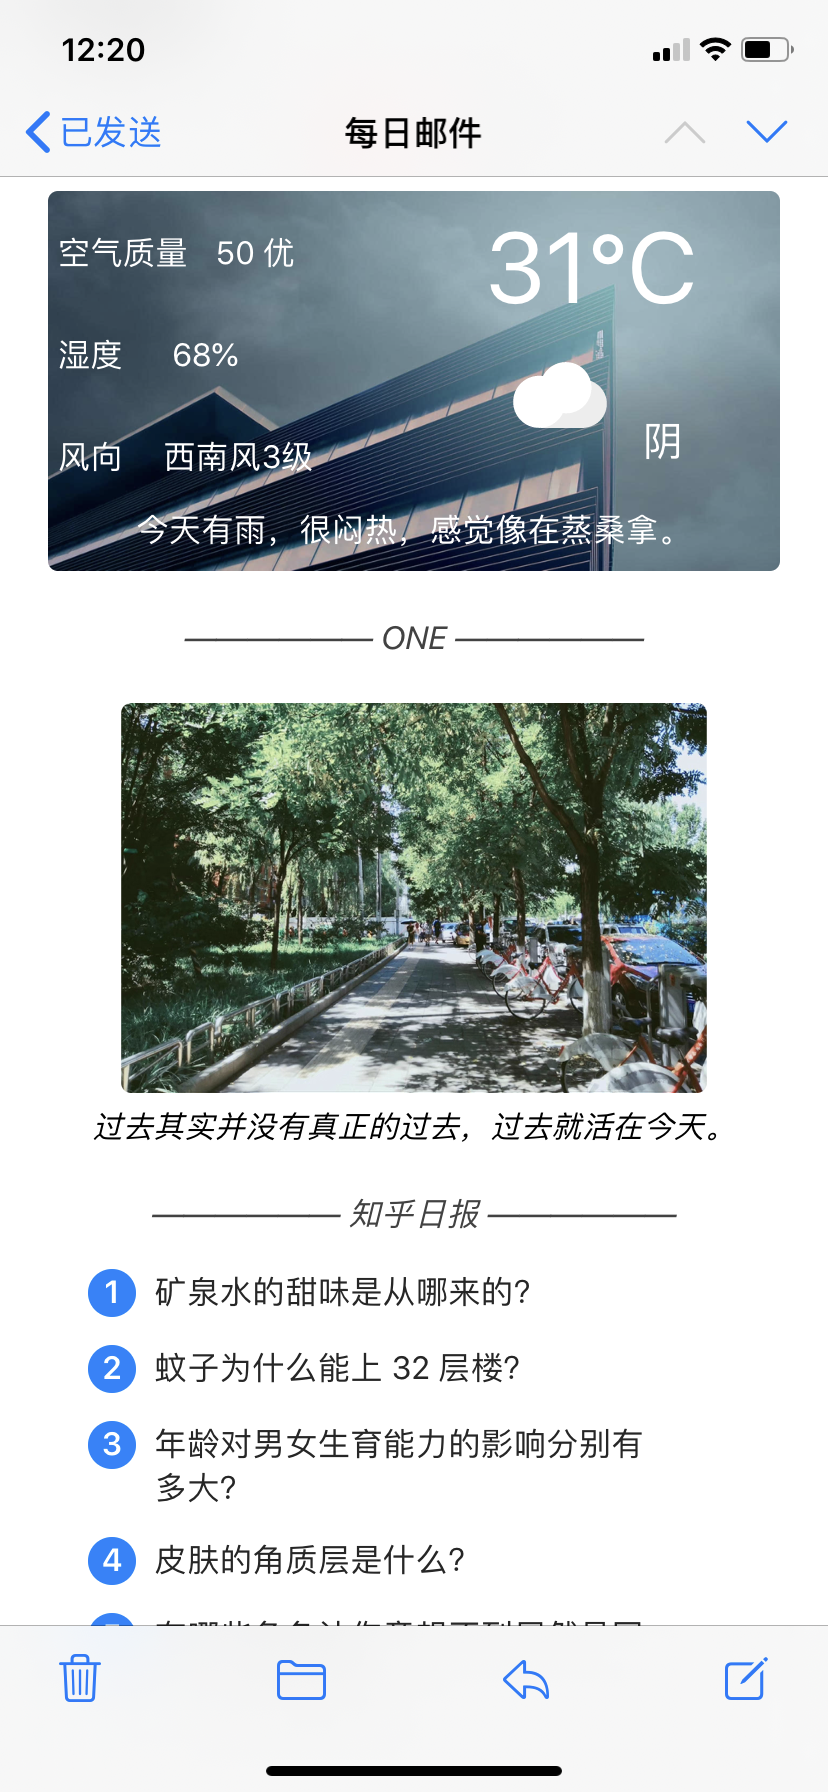 12:20
已发送
每日邮件
空气质量 50 优
31°C
湿度 68%
风向 西南风3级
阴
今天有雨，很闷热，感觉像在蒸桑拿。
ONE
过去其实并没有真正的过去，过去就活在今天。
知乎日报
1 矿泉水的甜味是从哪来的?
2 蚊子为什么能上 32 层楼?
3 年龄对男女生育能力的影响分别有
多大?
4 皮肤的角质层是什么?